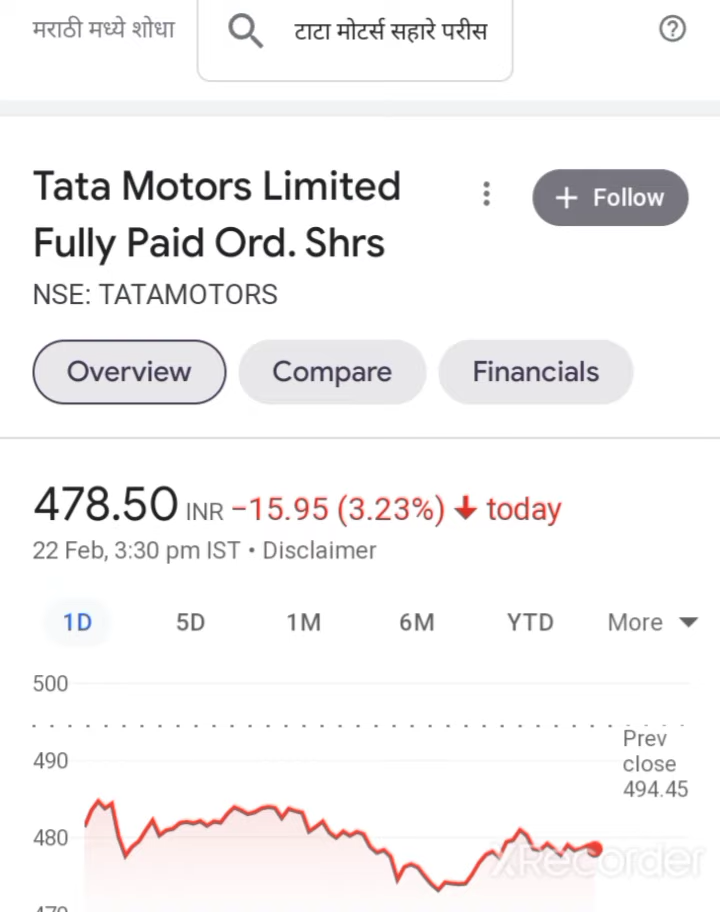 मराठी मध्ये शोधा
टाटा मोटर्स सहारे परीस
Tata Motors Limited
Fully Paid Ord. Shrs
+ Follow
NSE: TATAMOTORS
Overview
Compare
Financials
478.50 INR −15.95 (3.23%) ↓ today
22 Feb, 3:30 pm IST • Disclaimer
1D 5D 1M 6M YTD More
500
Prev
close
494.45
490
480
XRecorder